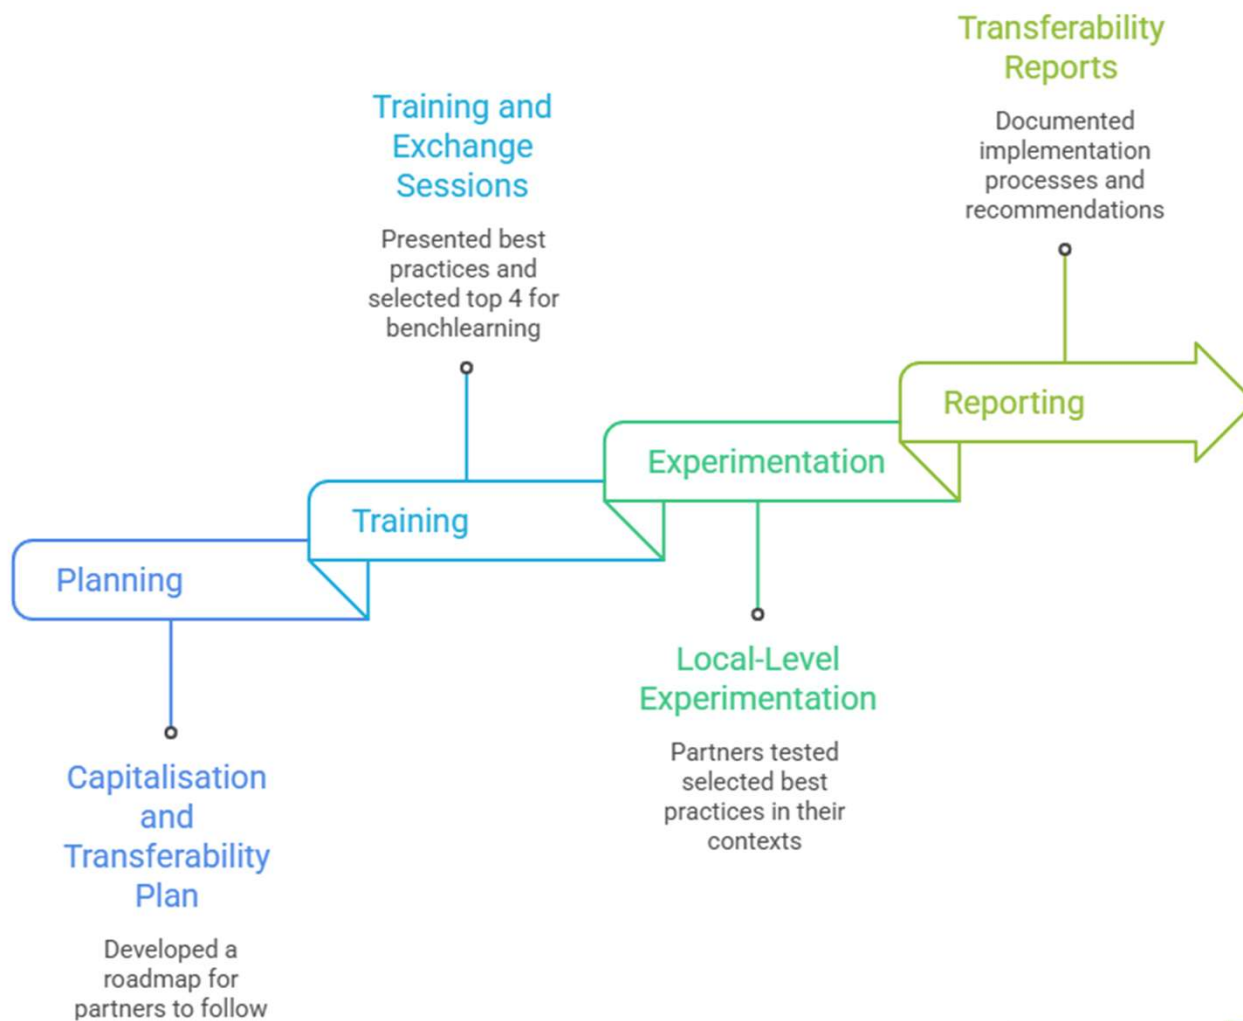 Transferability
Reports
Documented
implementation
processes and
recommendations
Training and
Exchange
Sessions
Presented best
practices and
selected top 4 for
benchlearning
Reporting
Experimentation
Training
Planning
Local-Level
Experimentation
Partners tested
selected best
practices in their
contexts
Capitalisation
and
Transferability
Plan
Developed a
roadmap for
partners to follow